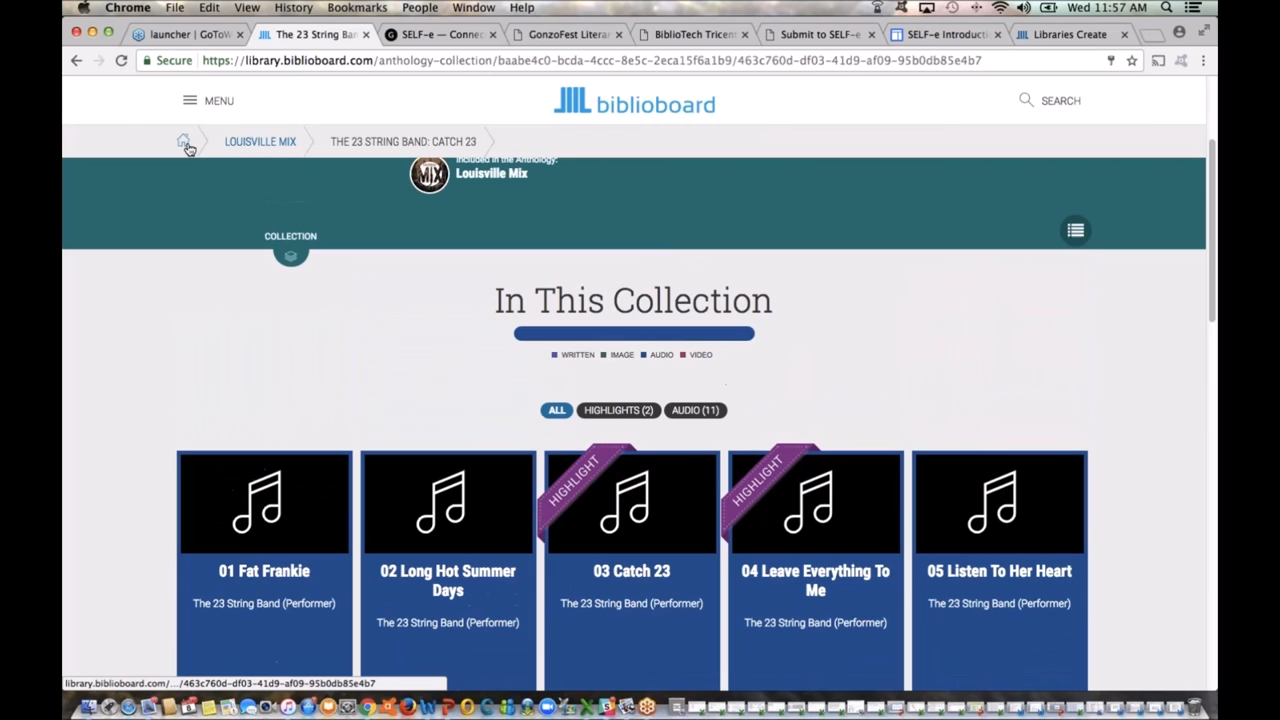 Chrome File Edit View History Bookmarks People Window Help Wed 11:57 AM
launcher | GoToW The 23 String Ban SELF-e — Connec GonzoFest Literar BiblioTech Tricent Submit to SELF-e SELF-e Introducti Libraries Create
Secure https://library.biblioboard.com/anthology-collection/baabe4c0-bcda-4ccc-8e5c-2eca15f6a1b9/463c760d-df03-41d9-af09-95b0db85e4b7
MENU biblioboard SEARCH
LOUISVILLE MIX THE 23 STRING BAND: CATCH 23
Included in the Anthology:
MIX Louisville Mix
COLLECTION
In This Collection
WRITTEN IMAGE AUDIO VIDEO
ALL HIGHLIGHTS (2) AUDIO (11)
HIGHLIGHT HIGHLIGHT
01 Fat Frankie
The 23 String Band (Performer)
02 Long Hot Summer
Days
The 23 String Band (Performer)
03 Catch 23
The 23 String Band (Performer)
04 Leave Everything To
Me
The 23 String Band (Performer)
05 Listen To Her Heart
The 23 String Band (Performer)
library.biblioboard.com/.../463c760d-df03-41d9-af09-95b0db85e4b7